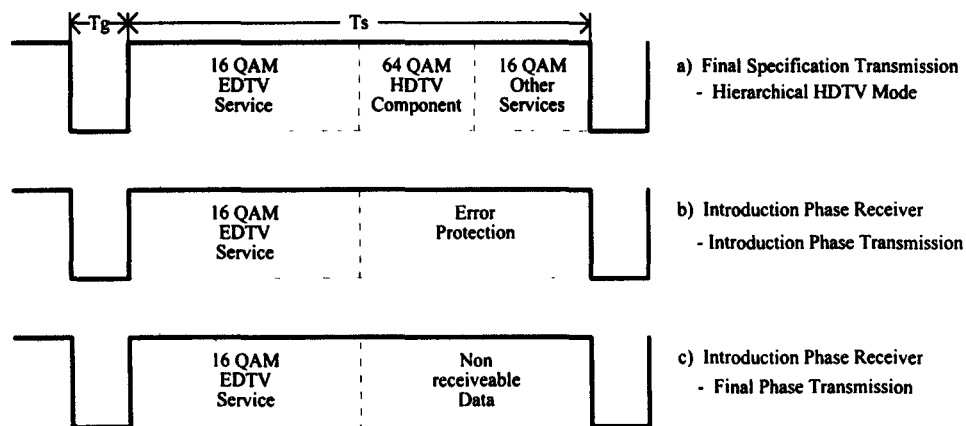 Tg
Ts
16 QAM
EDTV
Service
64 QAM
HDTV
Component
16 QAM
Other
Services
a) Final Specification Transmission
- Hierarchical HDTV Mode
16 QAM
EDTV
Service
Error
Protection
b) Introduction Phase Receiver
- Introduction Phase Transmission
16 QAM
EDTV
Service
Non
receiveable
Data
c) Introduction Phase Receiver
- Final Phase Transmission